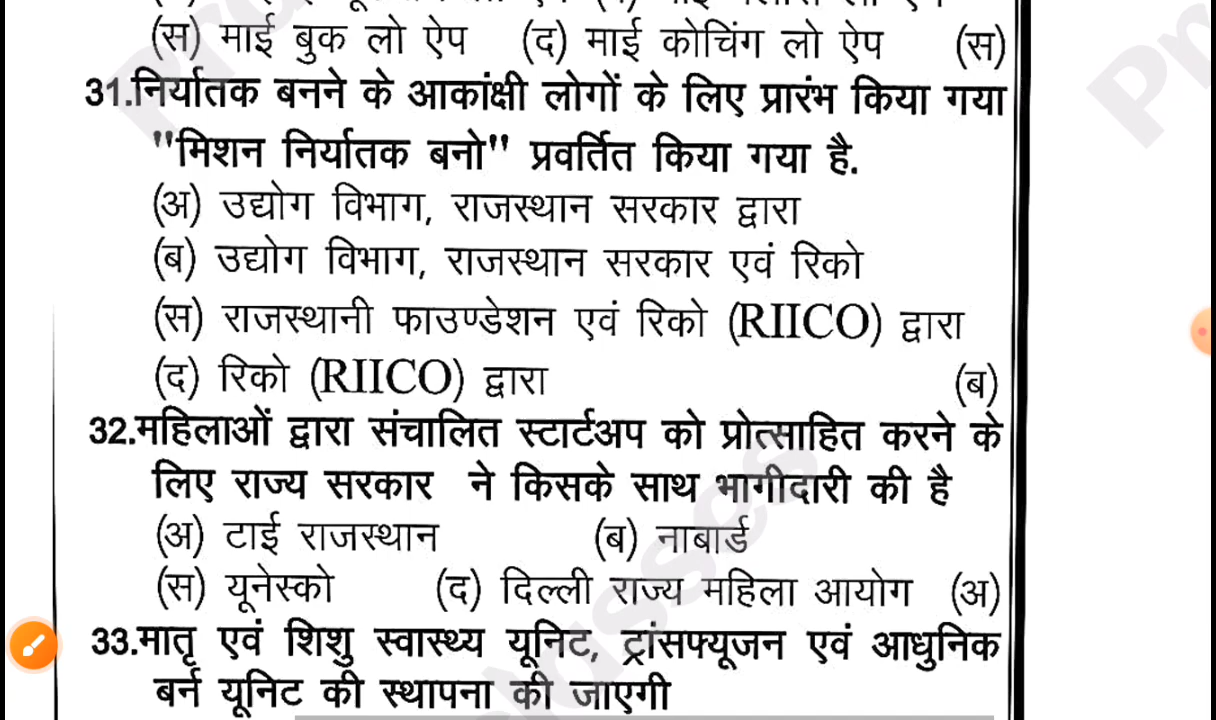 (स) माई बुक लो ऐप (द) माई कोचिंग लो ऐप (स)
31.निर्यातक बनने के आकांक्षी लोगों के लिए प्रारंभ किया गया
"मिशन निर्यातक बनो" प्रवर्तित किया गया है.
(अ) उद्योग विभाग, राजस्थान सरकार द्वारा
(ब) उद्योग विभाग, राजस्थान सरकार एवं रिको
(स) राजस्थानी फाउण्डेशन एवं रिको (RIICO) द्वारा
(द) रिको (RIICO) द्वारा (ब)
32.महिलाओं द्वारा संचालित स्टार्टअप को प्रोत्साहित करने के
लिए राज्य सरकार ने किसके साथ भागीदारी की है
(अ) टाई राजस्थान (ब) नाबार्ड
(स) यूनेस्को (द) दिल्ली राज्य महिला आयोग (अ)
33.मातृ एवं शिशु स्वास्थ्य यूनिट, ट्रांसफ्यूजन एवं आधुनिक
बर्न यूनिट की स्थापना की जाएगी